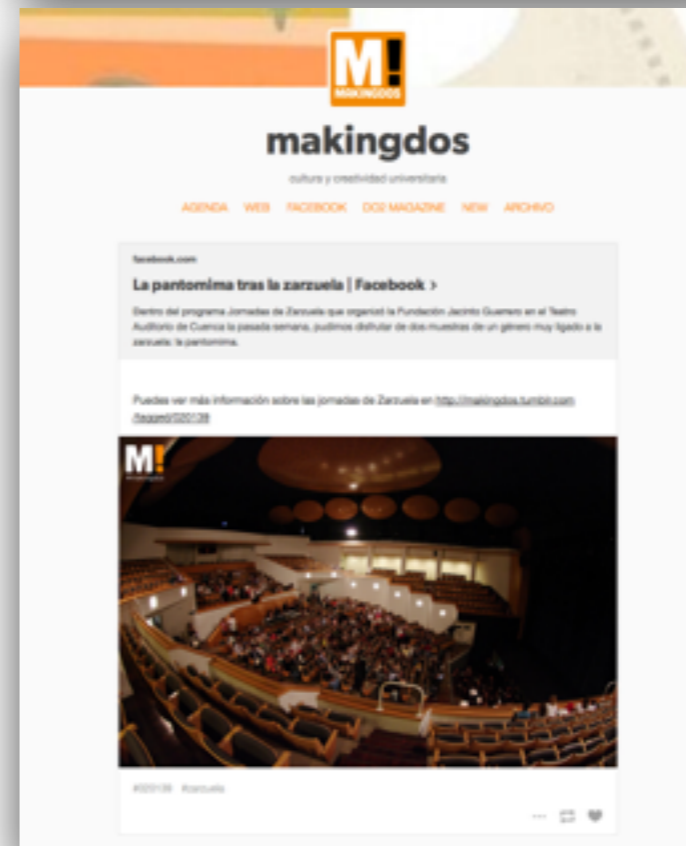 M!
MAKINGDOS
makingdos
cultura y creatividad universitaria
AGENDA WEB FACEBOOK DO2 MAGAZINE NEW ARCHIVO
facebook.com
La pantomima tras la zarzuela | Facebook >
Dentro del programa Jornadas de Zarzuela que organizó la Fundación Jacinto Guerrero en el Teatro
Auditorio de Cuenca la pasada semana, pudimos disfrutar de dos muestras de un género muy ligado a la
zarzuela: la pantomima.
Puedes ver más información sobre las jornadas de Zarzuela en http://makingdos.tumblr.com
/tagged/020139
M!
#020139 #zarzuela